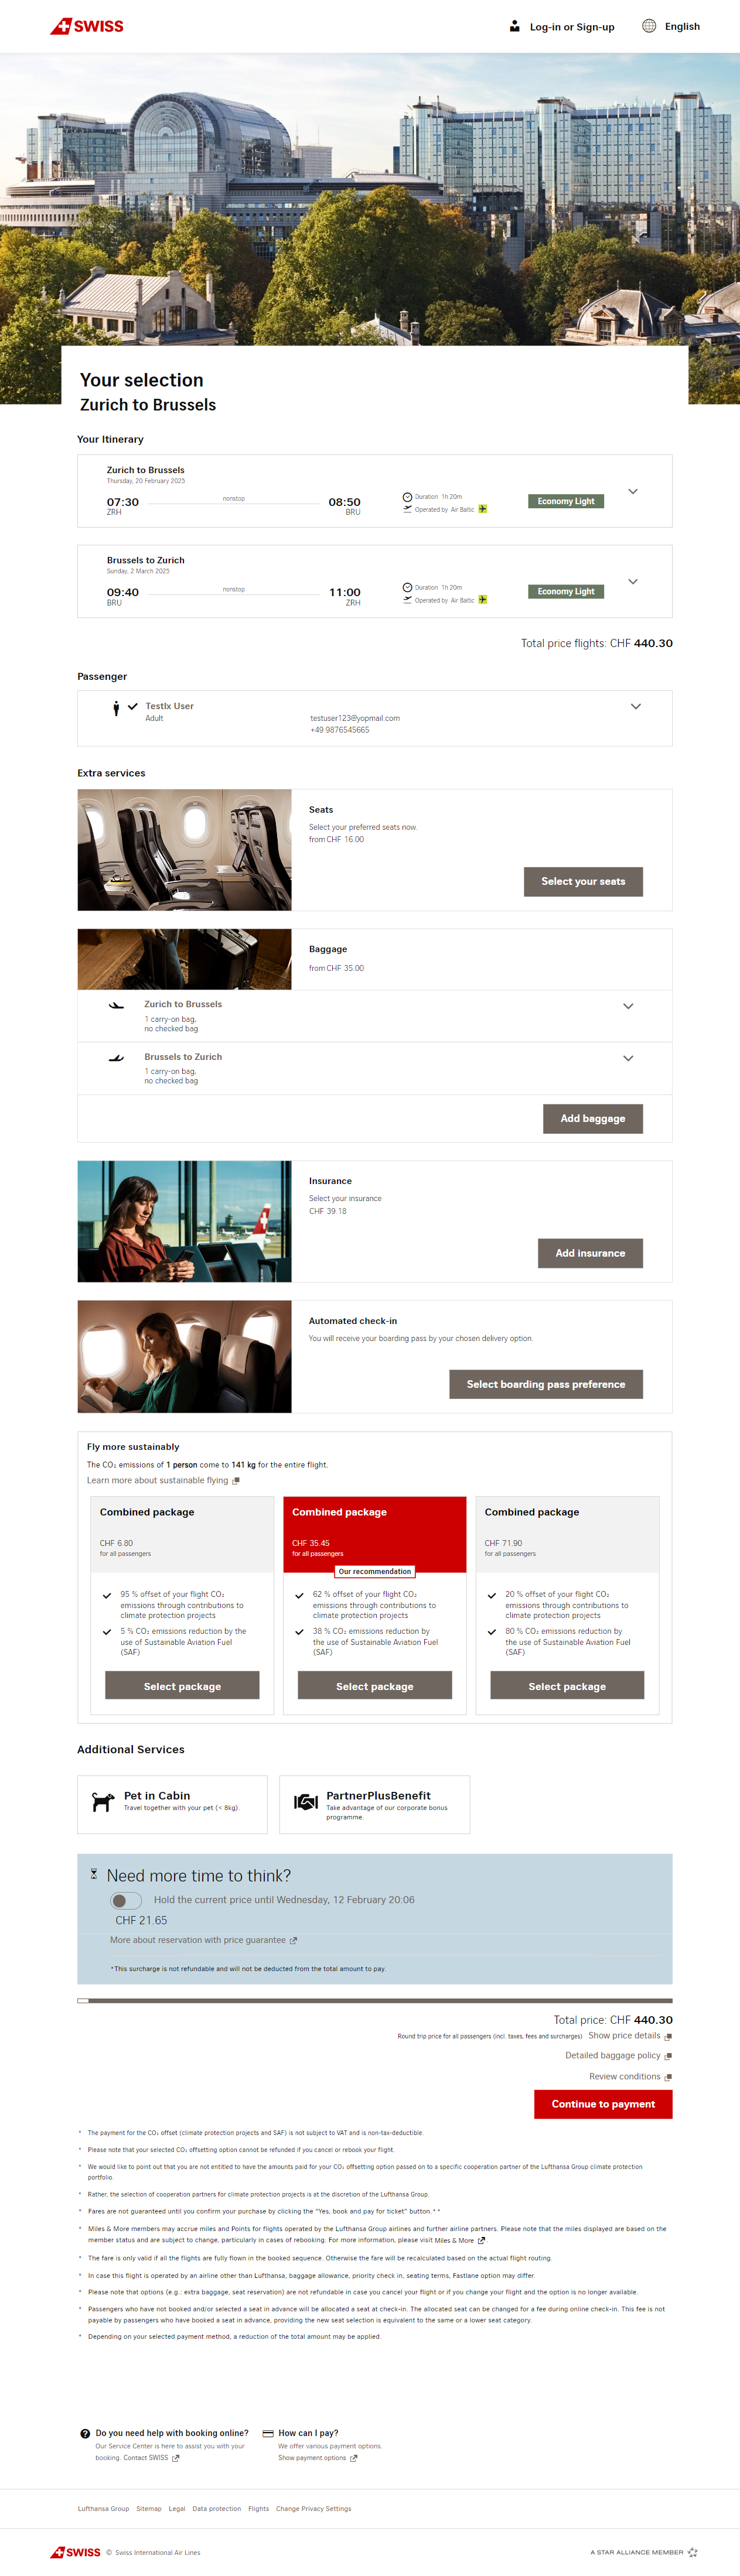 SWISS
Log-in or Sign-up
English
Your selection
Zurich to Brussels
Your Itinerary
Zurich to Brussels
Thursday, 20 February 2025
07:30
nonstop
08:50
ZRH
BRU
Duration 1h 20m
Operated by Air Baltic
Economy Light
Brussels to Zurich
Sunday, 2 March 2025
09:40
nonstop
11:00
BRU
ZRH
Duration 1h 20m
Operated by Air Baltic
Economy Light
Total price flights: CHF 440.30
Passenger
TestIx User
Adult
testuser123@yopmail.com
+49 9876545665
Extra services
Seats
Select your preferred seats now.
from CHF 16.00
Select your seats
Baggage
from CHF 35.00
Zurich to Brussels
1 carry-on bag,
no checked bag
Brussels to Zurich
1 carry-on bag,
no checked bag
Add baggage
Insurance
Select your insurance
CHF 39.18
Add insurance
Automated check-in
You will receive your boarding pass by your chosen delivery option.
Select boarding pass preference
Fly more sustainably
The CO₂ emissions of 1 person come to 141 kg for the entire flight.
Learn more about sustainable flying
Combined package
CHF 6.80
for all passengers
95 % offset of your flight CO₂
emissions through contributions to
climate protection projects
5 % CO₂ emissions reduction by the
use of Sustainable Aviation Fuel
(SAF)
Select package
Combined package
CHF 35.45
for all passengers
Our recommendation
62 % offset of your flight CO₂
emissions through contributions to
climate protection projects
38 % CO₂ emissions reduction by
the use of Sustainable Aviation Fuel
(SAF)
Select package
Combined package
CHF 71.90
for all passengers
20 % offset of your flight CO₂
emissions through contributions to
climate protection projects
80 % CO₂ emissions reduction by
the use of Sustainable Aviation Fuel
(SAF)
Select package
Additional Services
Pet in Cabin
Travel together with your pet (< 8kg).
PartnerPlusBenefit
Take advantage of our corporate bonus
programme.
Need more time to think?
Hold the current price until Wednesday, 12 February 20:06
CHF 21.65
More about reservation with price guarantee
*This surcharge is not refundable and will not be deducted from the total amount to pay.
Total price: CHF 440.30
Round trip price for all passengers (incl. taxes, fees and surcharges) Show price details
Detailed baggage policy
Review conditions
Continue to payment
* The payment for the CO₂ offset (climate protection projects and SAF) is not subject to VAT and is non-tax-deductible.
* Please note that your selected CO₂ offsetting option cannot be refunded if you cancel or rebook your flight.
* We would like to point out that you are not entitled to have the amounts paid for your CO₂ offsetting option passed on to a specific cooperation partner of the Lufthansa Group climate protection
portfolio.
* Rather, the selection of cooperation partners for climate protection projects is at the discretion of the Lufthansa Group.
* Fares are not guaranteed until you confirm your purchase by clicking the "Yes, book and pay for ticket" button.**
* Miles & More members may accrue miles and Points for flights operated by the Lufthansa Group airlines and further airline partners. Please note that the miles displayed are based on the
member status and are subject to change, particularly in cases of rebooking. For more information, please visit Miles & More
* The fare is only valid if all the flights are fully flown in the booked sequence. Otherwise the fare will be recalculated based on the actual flight routing.
* In case this flight is operated by an airline other than Lufthansa, baggage allowance, priority check in, seating terms, Fastlane option may differ.
* Please note that options (e.g.: extra baggage, seat reservation) are not refundable in case you cancel your flight or if you change your flight and the option is no longer available.
* Passengers who have not booked and/or selected a seat in advance will be allocated a seat at check-in. The allocated seat can be changed for a fee during online check-in. This fee is not
payable by passengers who have booked a seat in advance, providing the new seat selection is equivalent to the same or a lower seat category.
* Depending on your selected payment method, a reduction of the total amount may be applied.
Do you need help with booking online?
Our Service Center is here to assist you with your
booking. Contact SWISS
How can I pay?
We offer various payment options.
Show payment options
Lufthansa Group Sitemap Legal Data protection Flights Change Privacy Settings
SWISS © Swiss International Air Lines
A STAR ALLIANCE MEMBER